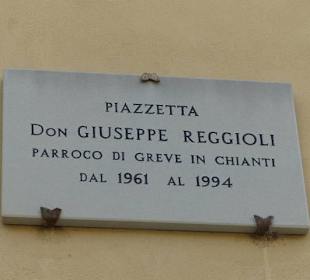 PIAZZETTA
DON GIUSEPPE REGGIOLI
PARROCO DI GREVE IN CHIANTI
DAL 1961 AL 1994